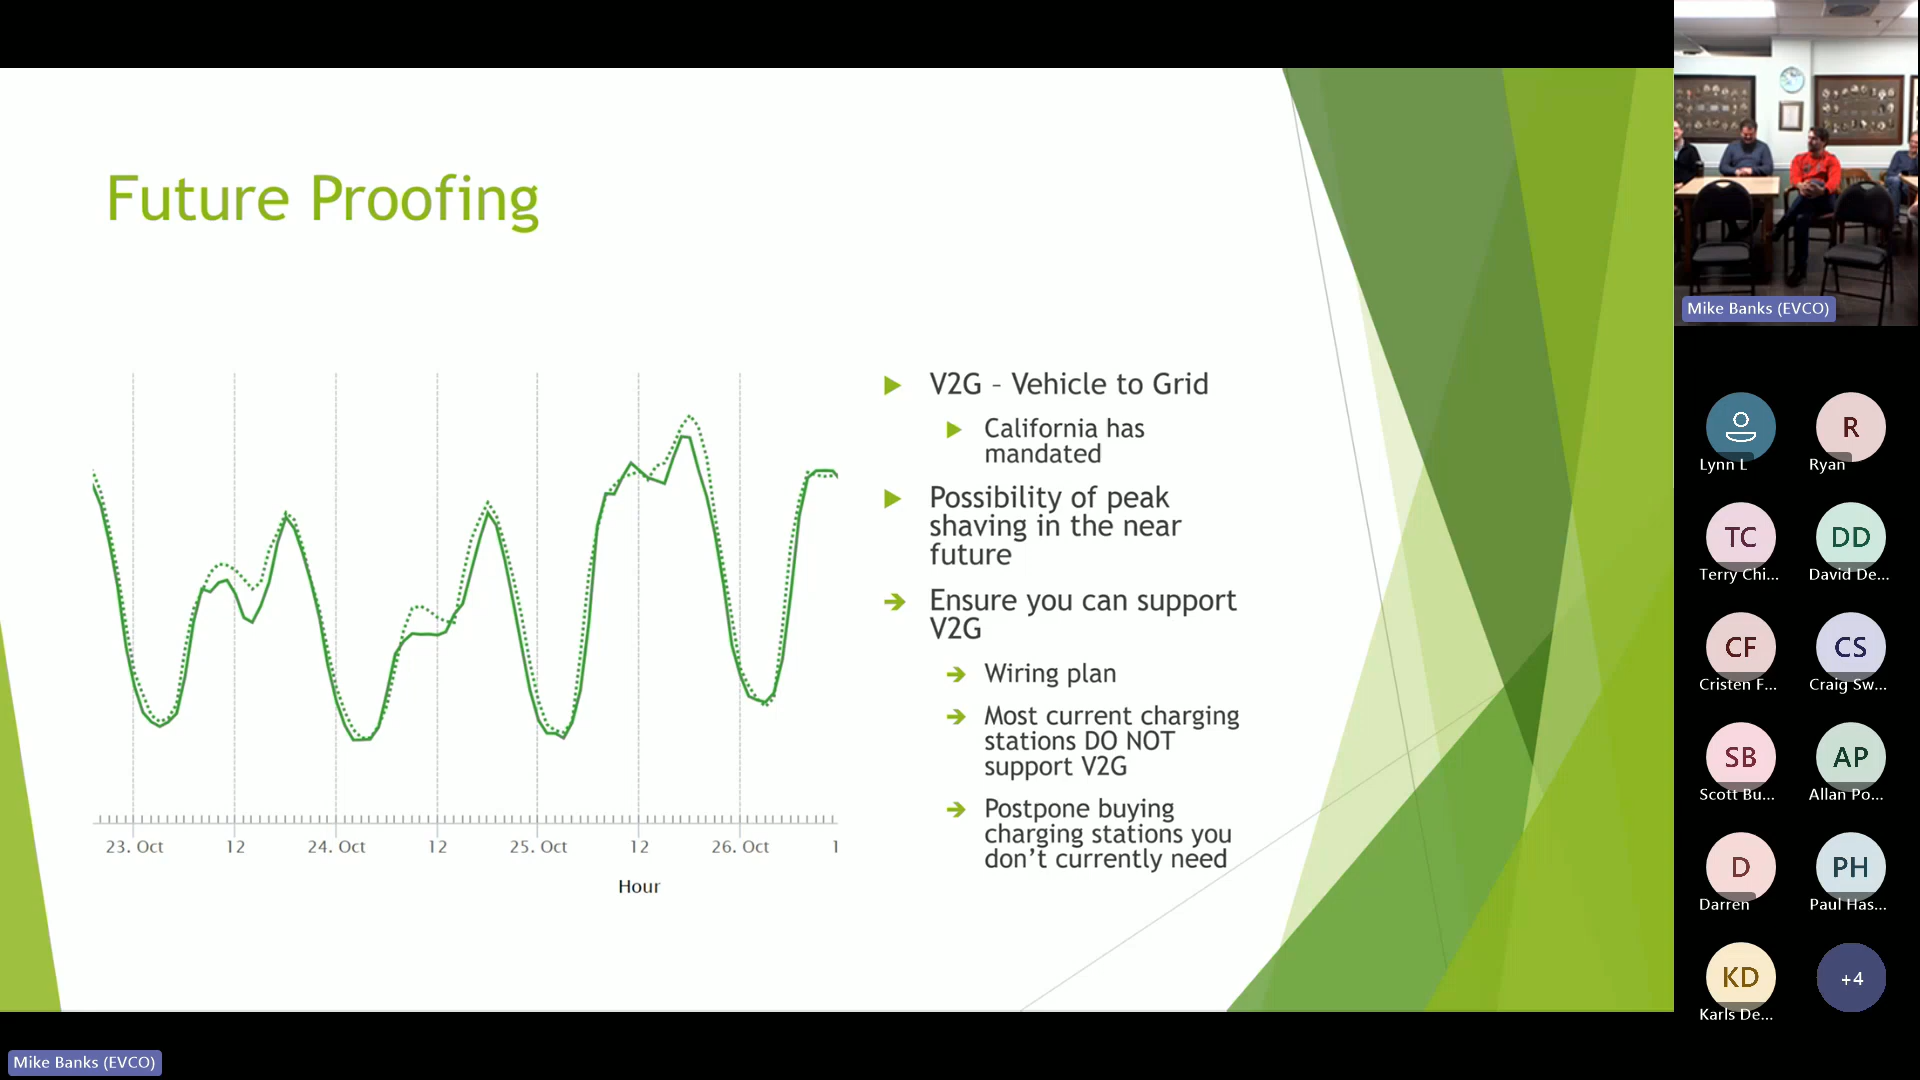 Future Proofing
V2G – Vehicle to Grid
California has
mandated
Possibility of peak
shaving in the near
future
Ensure you can support
V2G
Wiring plan
Most current charging
stations DO NOT
support V2G
Postpone buying
charging stations you
don't currently need
23. Oct
12
24. Oct
12
25. Oct
12
26. Oct
1
Hour
Mike Banks (EVCO)
Lynn L
R
Ryan
TC
Terry Chi...
DD
David De...
CF
Cristen F...
CS
Craig Sw...
SB
Scott Bu...
AP
Allan Po...
D
Darren
PH
Paul Has...
KD
Karls De...
+4
Mike Banks (EVCO)